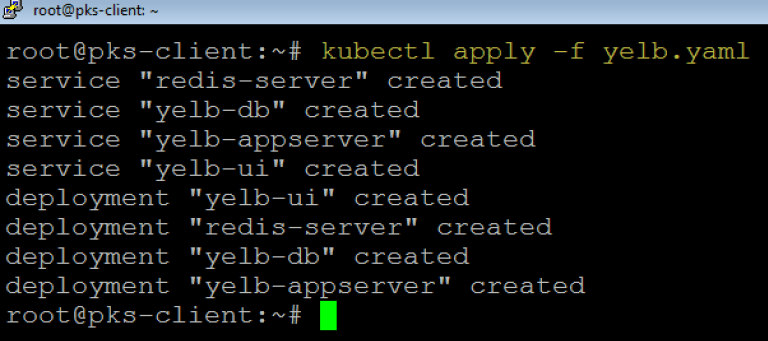 root@pks-client: ~
root@pks-client:~# kubectl apply -f yelb.yaml
service "redis-server" created
service "yelb-db" created
service "yelb-appserver" created
service "yelb-ui" created
deployment "yelb-ui" created
deployment "redis-server" created
deployment "yelb-db" created
deployment "yelb-appserver" created
root@pks-client:~#